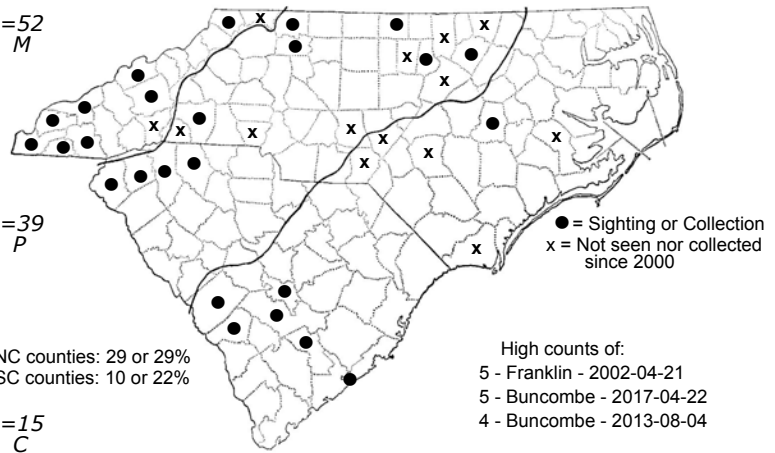 =52
M
=39
P
● = Sighting or Collection
x = Not seen nor collected
since 2000
NC counties: 29 or 29%
SC counties: 10 or 22%
High counts of:
5 - Franklin - 2002-04-21
5 - Buncombe - 2017-04-22
4 - Buncombe - 2013-08-04
=15
C